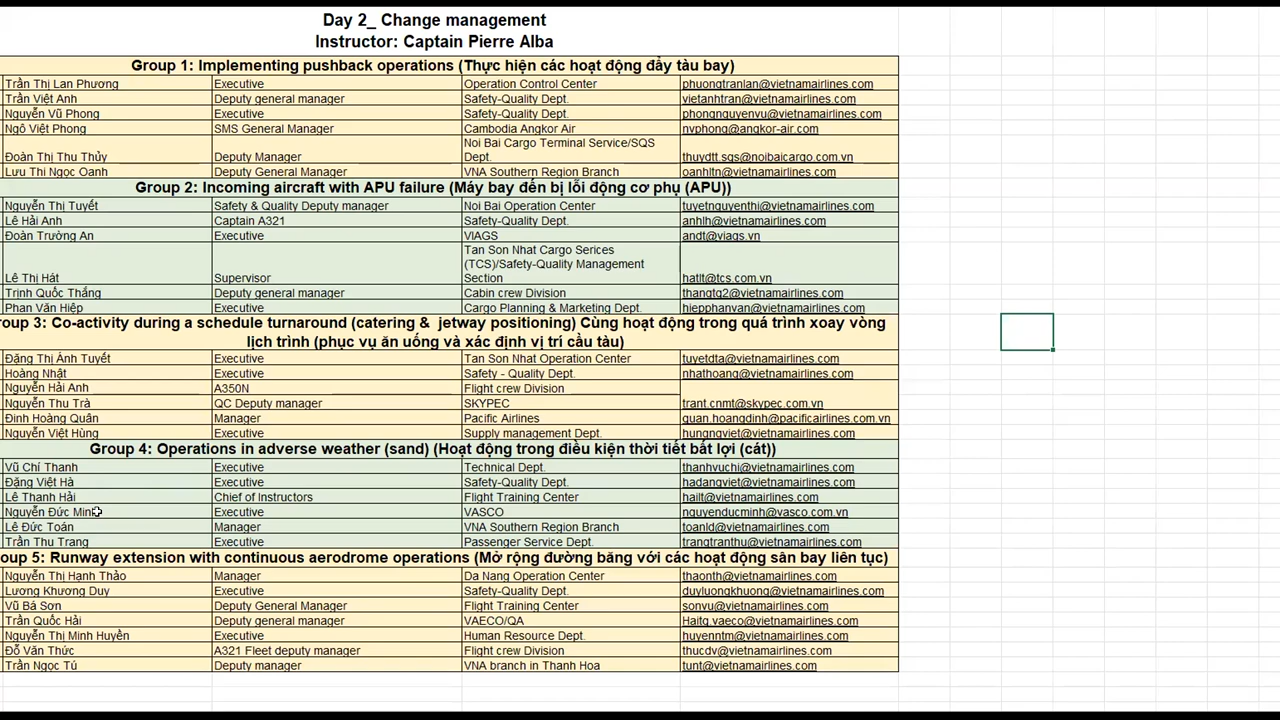 Day 2_ Change management
Instructor: Captain Pierre Alba
Group 1: Implementing pushback operations (Thực hiện các hoạt động đẩy tàu bay)
Trần Thị Lan Phương Executive Operation Control Center phuongtranlan@vietnamairlines.com
Trần Việt Anh Deputy general manager Safety-Quality Dept. vietanhtran@vietnamairlines.com
Nguyễn Vũ Phong Executive Safety-Quality Dept. phongnguyenvu@vietnamairlines.com
Ngô Việt Phong SMS General Manager Cambodia Angkor Air nvphong@angkor-air.com
Noi Bai Cargo Terminal Service/SQS
Đoàn Thị Thu Thủy Deputy Manager Dept. thuydtt.sqs@noibaicargo.com.vn
Lưu Thị Ngọc Oanh Deputy General Manager VNA Southern Region Branch oanhltn@vietnamairlines.com
Group 2: Incoming aircraft with APU failure (Máy bay đến bị lỗi động cơ phụ (APU))
Nguyễn Thị Tuyết Safety & Quality Deputy manager Noi Bai Operation Center tuyetnguyenthi@vietnamairlines.com
Lê Hải Anh Captain A321 Safety-Quality Dept. anhlh@vietnamairlines.com
Đoàn Trường An Executive VIAGS andt@viags.vn
Tan Son Nhat Cargo Serices
(TCS)/Safety-Quality Management
Lê Thị Hát Supervisor Section hatlt@tcs.com.vn
Trịnh Quốc Thắng Deputy general manager Cabin crew Division thangtq2@vietnamairlines.com
Phan Văn Hiệp Executive Cargo Planning & Marketing Dept. hiepphanvan@vietnamairlines.com
roup 3: Co-activity during a schedule turnaround (catering & jetway positioning) Cùng hoạt động trong quá trình xoay vòng
lịch trình (phục vụ ăn uống và xác định vị trí cầu tàu)
Đặng Thị Ánh Tuyết Executive Tan Son Nhat Operation Center tuyetdta@vietnamairlines.com
Hoàng Nhật Executive Safety - Quality Dept. nhathoang@vietnamairlines.com
Nguyễn Hải Anh A350N Flight crew Division
Nguyễn Thu Trà QC Deputy manager SKYPEC trant.cnmt@skypec.com.vn
Đinh Hoàng Quân Manager Pacific Airlines quan.hoangdinh@pacificairlines.com.vn
Nguyễn Việt Hùng Executive Supply management Dept. hungnqviet@vietnamairlines.com
Group 4: Operations in adverse weather (sand) (Hoạt động trong điều kiện thời tiết bất lợi (cát))
Vũ Chí Thanh Executive Technical Dept. thanhvuchi@vietnamairlines.com
Đặng Việt Hà Executive Safety-Quality Dept. hadangviet@vietnamairlines.com
Lê Thanh Hải Chief of Instructors Flight Training Center hailt@vietnamairlines.com
Nguyễn Đức Minh Executive VASCO nguyenducminh@vasco.com.vn
Lê Đức Toán Manager VNA Southern Region Branch toanld@vietnamairlines.com
Trần Thu Trang Executive Passenger Service Dept. trangtranthu@vietnamairlines.com
oup 5: Runway extension with continuous aerodrome operations (Mở rộng đường băng với các hoạt động sân bay liên tục)
Nguyễn Thị Hạnh Thảo Manager Da Nang Operation Center thaonth@vietnamairlines.com
Lương Khương Duy Executive Safety-Quality Dept. duyluongkhuong@vietnamairlines.com
Vũ Bá Sơn Deputy General Manager Flight Training Center sonvu@vietnamairlines.com
Trần Quốc Hải Deputy general manager VAECO/QA Haitq.vaeco@vietnamairlines.com
Nguyễn Thị Minh Huyền Executive Human Resource Dept. huyenntm@vietnamairlines.com
Đỗ Văn Thức A321 Fleet deputy manager Flight crew Division thucdv@vietnamairlines.com
Trần Ngọc Tú Deputy manager VNA branch in Thanh Hoa tunt@vietnamairlines.com